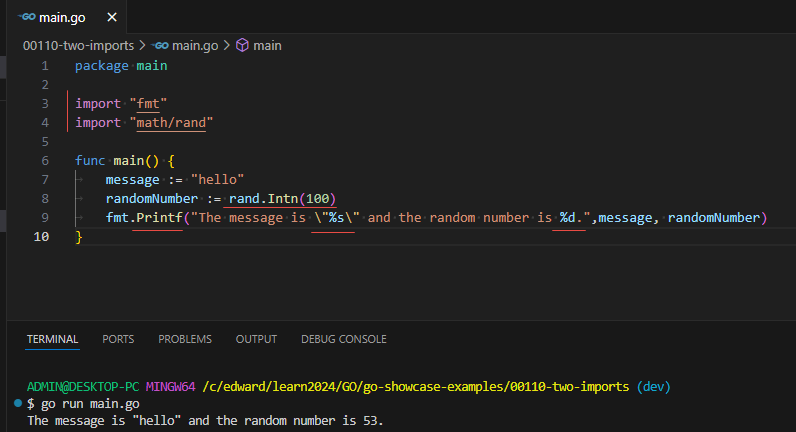 GO main.go ×
00110-two-imports > GO main.go > main
1 package main
2
3 import "fmt"
4 import "math/rand"
5
6 func main() {
7 message := "hello"
8 randomNumber := rand.Intn(100)
9 fmt.Printf("The message is \"%s\" and the random number is %d.",message, randomNumber)
10 }
TERMINAL PORTS PROBLEMS OUTPUT DEBUG CONSOLE
ADMIN@DESKTOP-PC MINGW64 /c/edward/learn2024/GO/go-showcase-examples/00110-two-imports (dev)
$ go run main.go
The message is "hello" and the random number is 53.